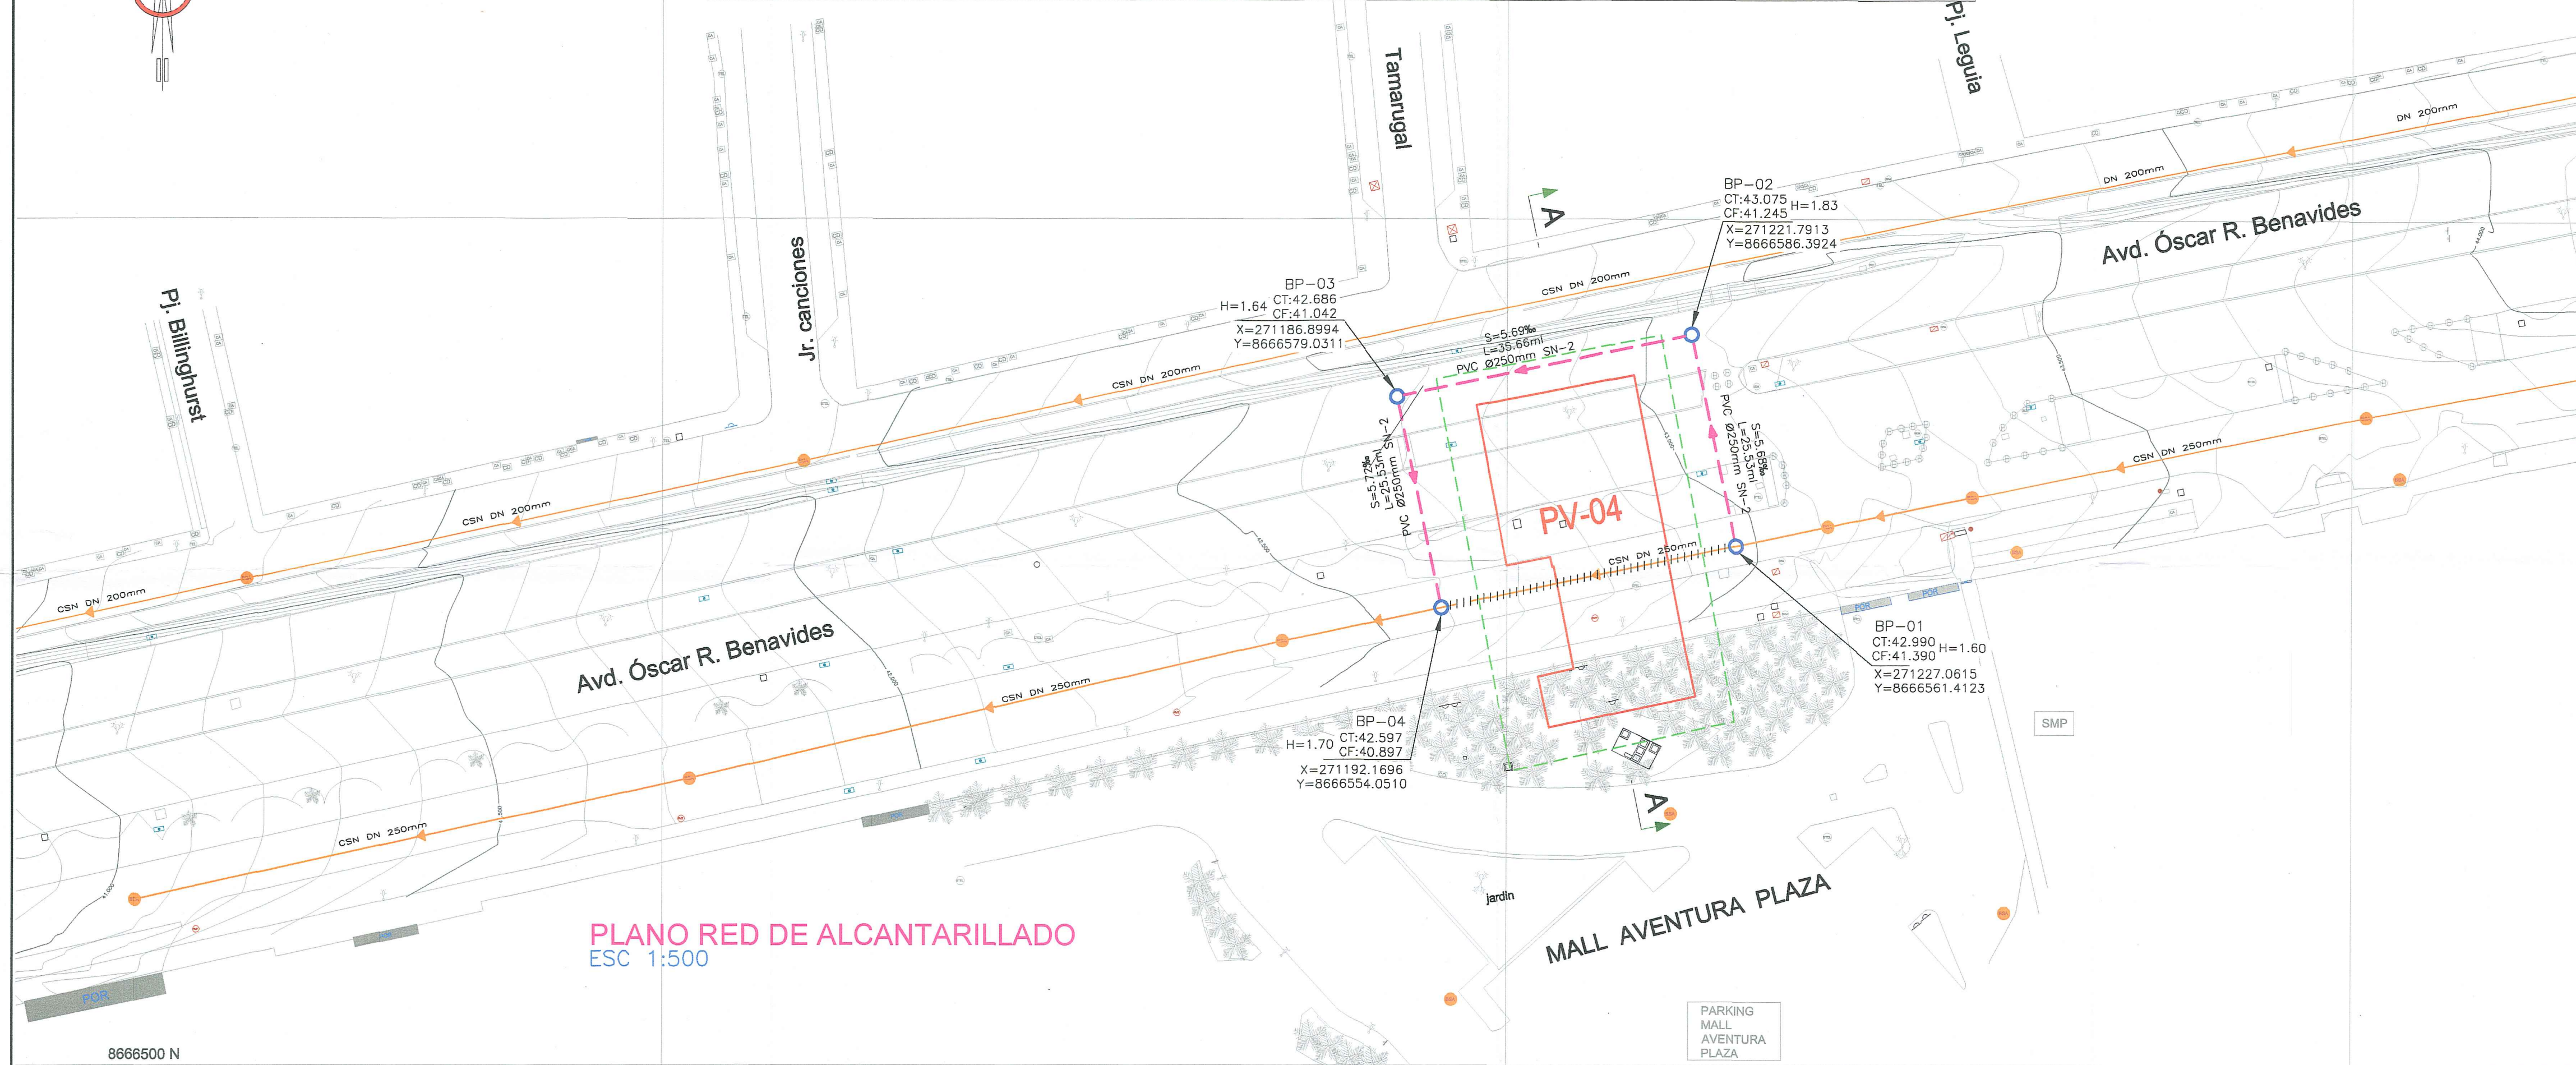 Pj. Leguia
Tamarugal
Jr. canciones
Pj. Billinghurst
DN 200mm
DN 200mm
Avd. Óscar R. Benavides
BP-02
CT:43.075
CF:41.245
H=1.83
X=271221.7913
Y=8666586.3924
A
CSN DN 200mm
BP-03
H=1.64
CT:42.686
CF:41.042
X=271186.8994
Y=8666579.0311
S=5.69‰
L=35.66ml
PVC Ø250mm SN-2
CSN DN 200mm
S=5.72‰
L=25.53ml
PVC Ø250mm SN-2
S=5.68‰
L=25.53ml
PVC Ø250mm SN-2
PV-04
CSN DN 250mm
CSN DN 250mm
CSN DN 200mm
CSN DN 200mm
Avd. Óscar R. Benavides
CSN DN 250mm
CSN DN 250mm
BP-01
CT:42.990
CF:41.390
H=1.60
X=271227.0615
Y=8666561.4123
POR
POR
BP-04
H=1.70
CT:42.597
CF:40.897
X=271192.1696
Y=8666554.0510
SMP
A
POR
POR
POR
jardin
MALL AVENTURA PLAZA
PLANO RED DE ALCANTARILLADO
ESC 1:500
PARKING
MALL
AVENTURA
PLAZA
8666500 N